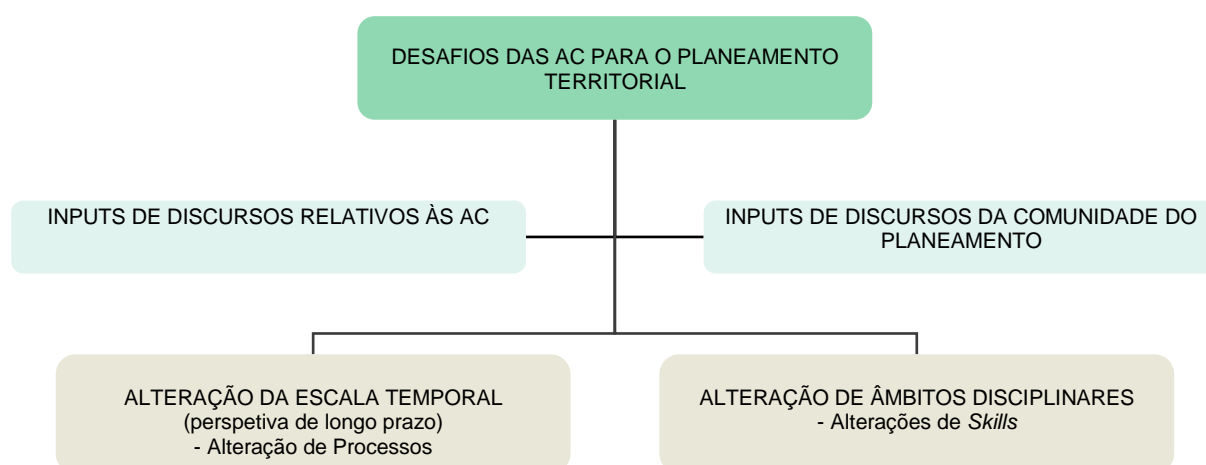 DESAFIOS DAS AC PARA O PLANEAMENTO
TERRITORIAL
INPUTS DE DISCURSOS RELATIVOS ÀS AC
INPUTS DE DISCURSOS DA COMUNIDADE DO
PLANEAMENTO
ALTERAÇÃO DA ESCALA TEMPORAL
(perspetiva de longo prazo)
- Alteração de Processos
ALTERAÇÃO DE ÂMBITOS DISCIPLINARES
- Alterações de Skills